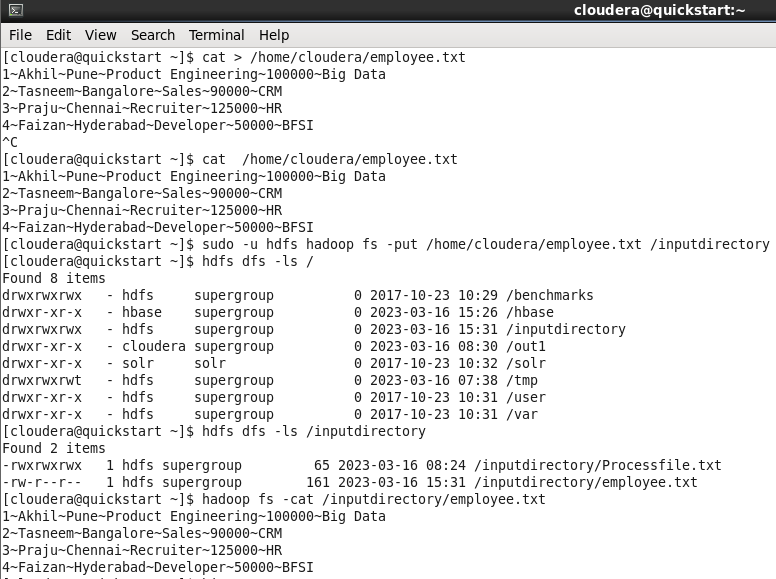 cloudera@quickstart:~
File Edit View Search Terminal Help
[cloudera@quickstart ~]$ cat > /home/cloudera/employee.txt
1~Akhil~Pune~Product Engineering~100000~Big Data
2~Tasneem~Bangalore~Sales~90000~CRM
3~Praju~Chennai~Recruiter~125000~HR
4~Faizan~Hyderabad~Developer~50000~BFSI
^C
[cloudera@quickstart ~]$ cat  /home/cloudera/employee.txt
1~Akhil~Pune~Product Engineering~100000~Big Data
2~Tasneem~Bangalore~Sales~90000~CRM
3~Praju~Chennai~Recruiter~125000~HR
4~Faizan~Hyderabad~Developer~50000~BFSI
[cloudera@quickstart ~]$ sudo -u hdfs hadoop fs -put /home/cloudera/employee.txt /inputdirectory
[cloudera@quickstart ~]$ hdfs dfs -ls /
Found 8 items
drwxrwxrwx   - hdfs     supergroup          0 2017-10-23 10:29 /benchmarks
drwxr-xr-x   - hbase    supergroup          0 2023-03-16 15:26 /hbase
drwxrwxrwx   - hdfs     supergroup          0 2023-03-16 15:31 /inputdirectory
drwxr-xr-x   - cloudera supergroup          0 2023-03-16 08:30 /out1
drwxr-xr-x   - solr     solr                0 2017-10-23 10:32 /solr
drwxrwxrwt   - hdfs     supergroup          0 2023-03-16 07:38 /tmp
drwxr-xr-x   - hdfs     supergroup          0 2017-10-23 10:31 /user
drwxr-xr-x   - hdfs     supergroup          0 2017-10-23 10:31 /var
[cloudera@quickstart ~]$ hdfs dfs -ls /inputdirectory
Found 2 items
-rwxrwxrwx   1 hdfs supergroup         65 2023-03-16 08:24 /inputdirectory/Processfile.txt
-rw-r--r--   1 hdfs supergroup        161 2023-03-16 15:31 /inputdirectory/employee.txt
[cloudera@quickstart ~]$ hadoop fs -cat /inputdirectory/employee.txt
1~Akhil~Pune~Product Engineering~100000~Big Data
2~Tasneem~Bangalore~Sales~90000~CRM
3~Praju~Chennai~Recruiter~125000~HR
4~Faizan~Hyderabad~Developer~50000~BFSI